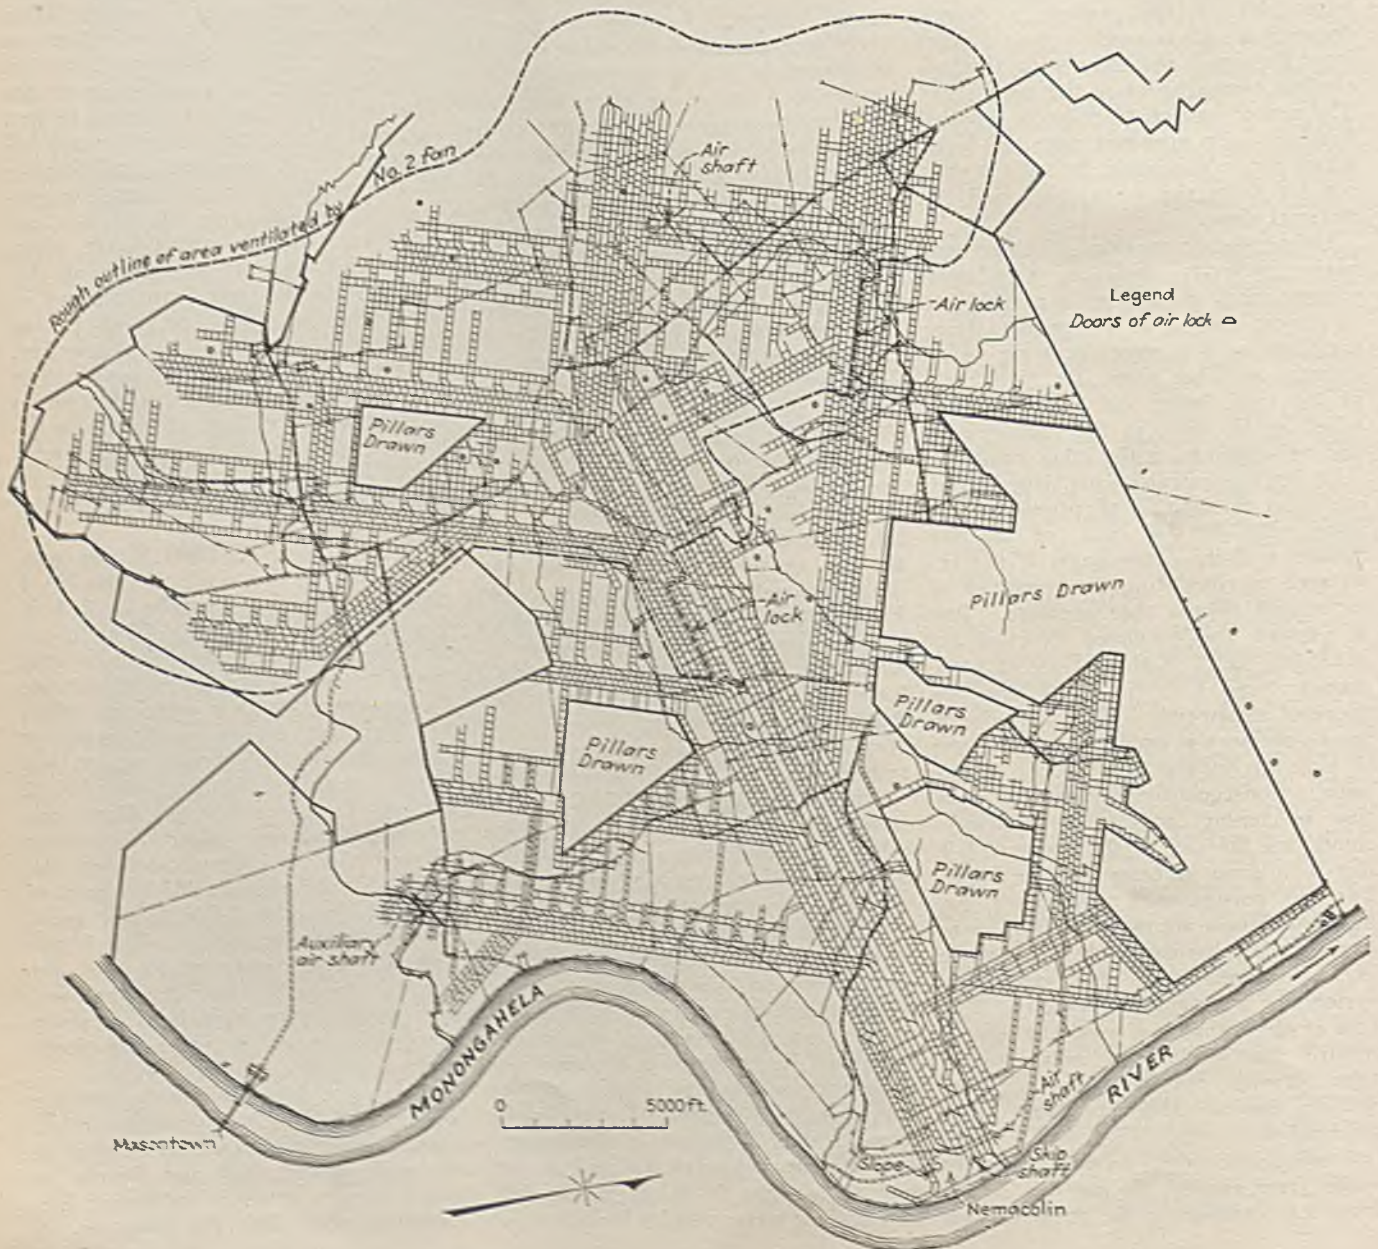 Rough outline of area ventilated by No. 2 fan
Air
shaft
Air lock
Legend
Doors of air lock
Pillars
Drawn
Pillars Drawn
Air
lock
Pillars
Drawn
Pillars
Drawn
Pillars
Drawn
Auxiliary
air shaft
MONONGAHELA
RIVER
Air
shaft
0
5000 ft.
Masontown
Slope
Skip
shaft
Nemacolin